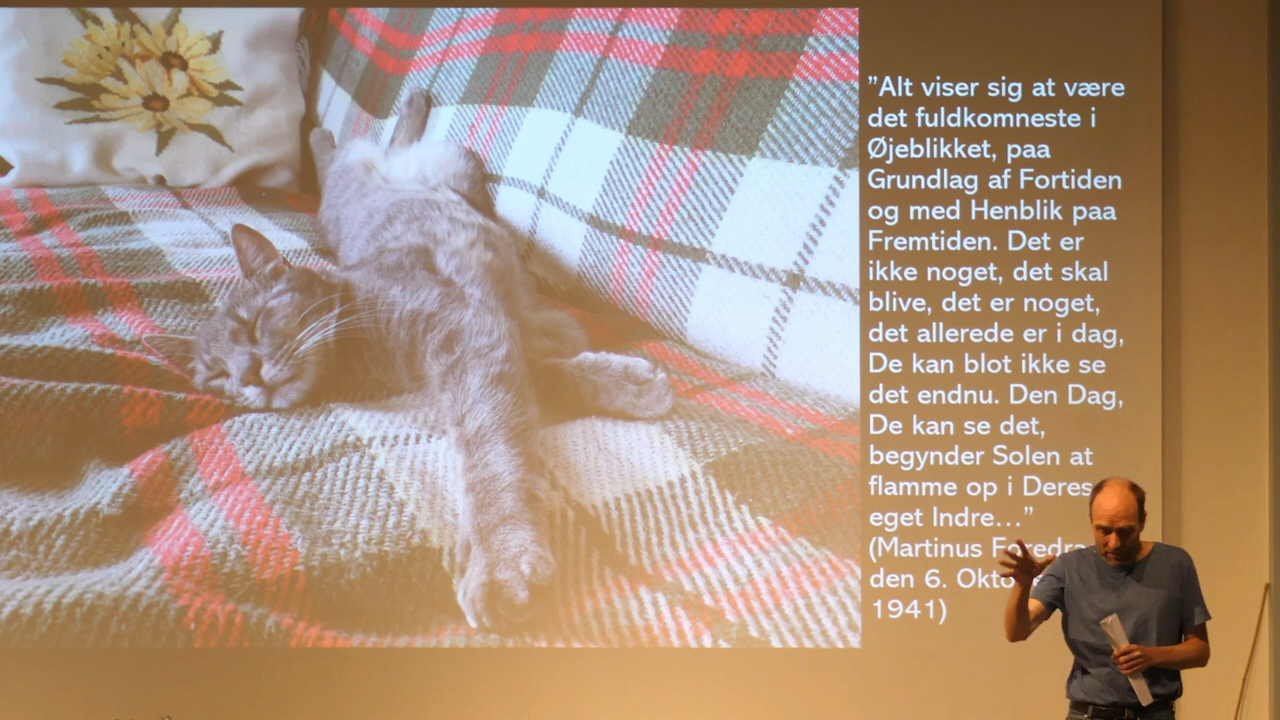 ”Alt viser sig at være
det fuldkomneste i
Øjeblikket, paa
Grundlag af Fortiden
og med Henblik paa
Fremtiden. Det er
ikke noget, det skal
blive, det er noget,
det allerede er i dag,
De kan blot ikke se
det endnu. Den Dag,
De kan se det,
begynder Solen at
flamme op i Deres
eget Indre...”
(Martinus
den 6.
1941)